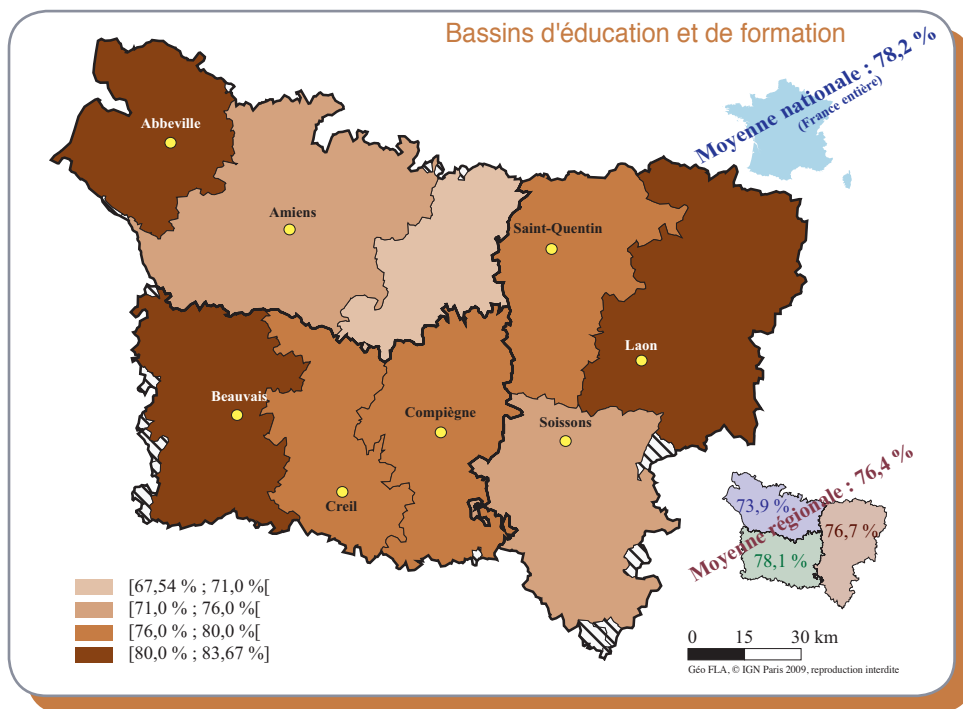 Bassins d'éducation et de formation
Moyenne nationale : 78,2 %
(France entière)
Abbeville
Amiens
Saint-Quentin
Laon
Beauvais
Compiègne
Soissons
Creil
Moyenne régionale : 76,4 %
73,9 %
76,7 %
78,1 %
[67,54 % ; 71,0 %[
[71,0 % ; 76,0 %[
[76,0 % ; 80,0 %[
[80,0 % ; 83,67 %]
0 15 30 km
Géo FLA, © IGN Paris 2009, reproduction interdite